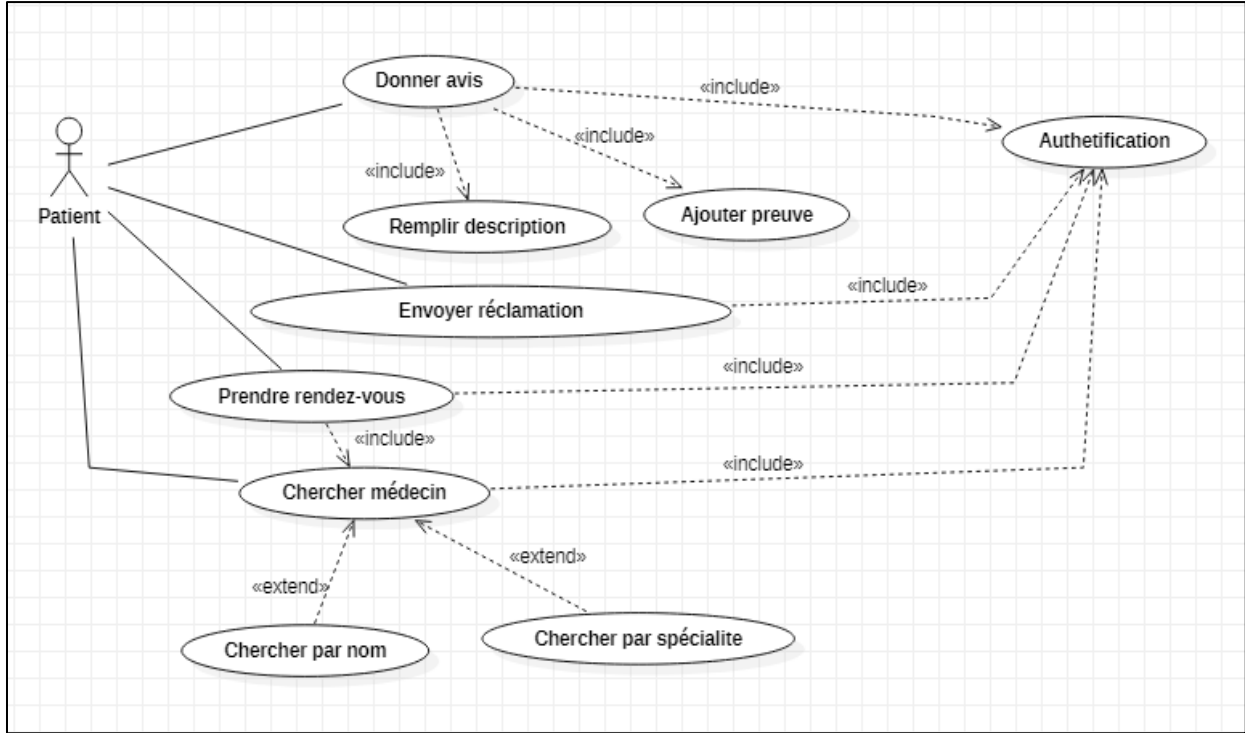 Donner avis
«include»
Authetification
«include»
«include»
Patient
Remplir description
Ajouter preuve
Envoyer réclamation
«include»
«include»
Prendre rendez-vous
«include»
«include»
Chercher médecin
«extend»
«extend»
Chercher par nom
Chercher par spécialite